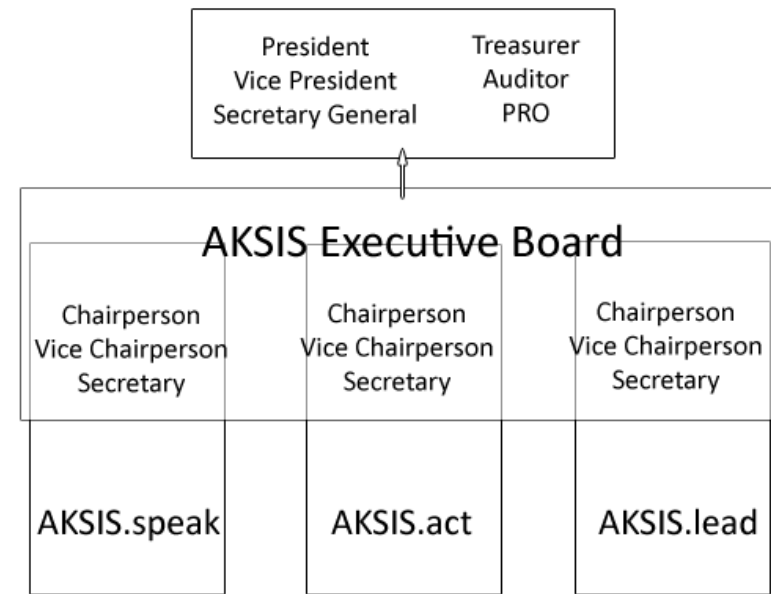 President
Vice President
Secretary General
Treasurer
Auditor
PRO
AKSIS Executive Board
Chairperson
Vice Chairperson
Secretary
Chairperson
Vice Chairperson
Secretary
Chairperson
Vice Chairperson
Secretary
AKSIS.speak
AKSIS.act
AKSIS.lead